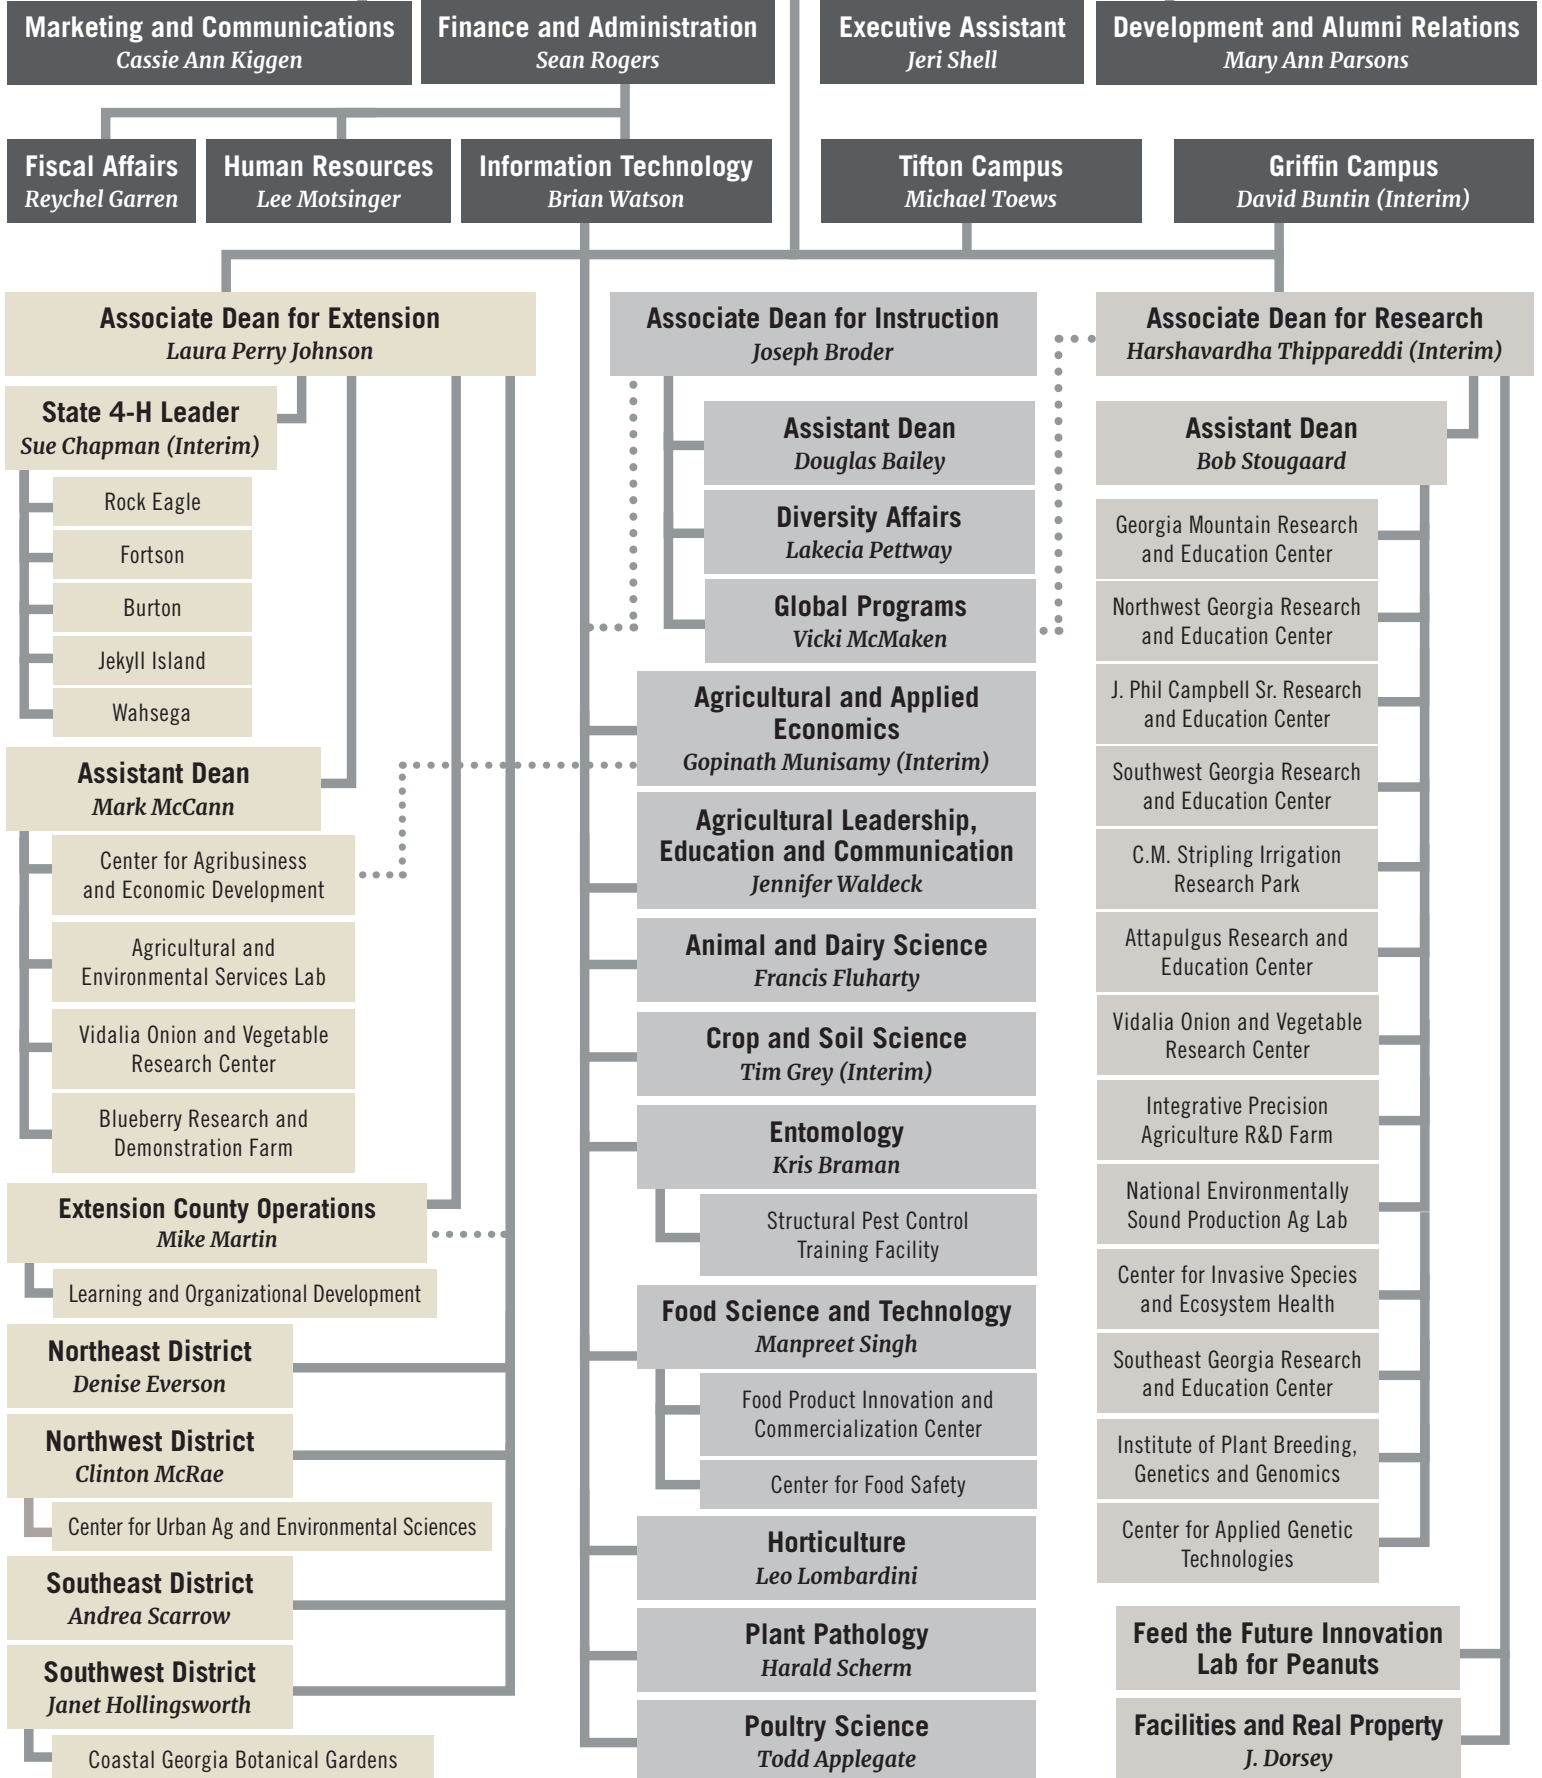 Marketing and Communications
Cassie Ann Kiggen
Finance and Administration
Sean Rogers
Executive Assistant
Jeri Shell
Development and Alumni Relations
Mary Ann Parsons
Fiscal Affairs
Reychel Garren
Human Resources
Lee Motsinger
Information Technology
Brian Watson
Tifton Campus
Michael Toews
Griffin Campus
David Buntin (Interim)
Associate Dean for Extension
Laura Perry Johnson
State 4-H Leader
Sue Chapman (Interim)
Rock Eagle
Fortson
Burton
Jekyll Island
Wahsega
Assistant Dean
Mark McCann
Center for Agribusiness
and Economic Development
Agricultural and
Environmental Services Lab
Vidalia Onion and Vegetable
Research Center
Blueberry Research and
Demonstration Farm
Extension County Operations
Mike Martin
Learning and Organizational Development
Northeast District
Denise Everson
Northwest District
Clinton McRae
Center for Urban Ag and Environmental Sciences
Southeast District
Andrea Scarrow
Southwest District
Janet Hollingsworth
Coastal Georgia Botanical Gardens
Associate Dean for Instruction
Joseph Broder
Assistant Dean
Douglas Bailey
Diversity Affairs
Lakecia Pettway
Global Programs
Vicki McMaken
Agricultural and Applied
Economics
Gopinath Munisamy (Interim)
Agricultural Leadership,
Education and Communication
Jennifer Waldeck
Animal and Dairy Science
Francis Fluharty
Crop and Soil Science
Tim Grey (Interim)
Entomology
Kris Braman
Structural Pest Control
Training Facility
Food Science and Technology
Manpreet Singh
Food Product Innovation and
Commercialization Center
Center for Food Safety
Horticulture
Leo Lombardini
Plant Pathology
Harald Scherm
Poultry Science
Todd Applegate
Associate Dean for Research
Harshavardha Thippareddi (Interim)
Assistant Dean
Bob Stougaard
Georgia Mountain Research
and Education Center
Northwest Georgia Research
and Education Center
J. Phil Campbell Sr. Research
and Education Center
Southwest Georgia Research
and Education Center
C.M. Stripling Irrigation
Research Park
Attapulgus Research and
Education Center
Vidalia Onion and Vegetable
Research Center
Integrative Precision
Agriculture R&D Farm
National Environmentally
Sound Production Ag Lab
Center for Invasive Species
and Ecosystem Health
Southeast Georgia Research
and Education Center
Institute of Plant Breeding,
Genetics and Genomics
Center for Applied Genetic
Technologies
Feed the Future Innovation
Lab for Peanuts
Facilities and Real Property
J. Dorsey